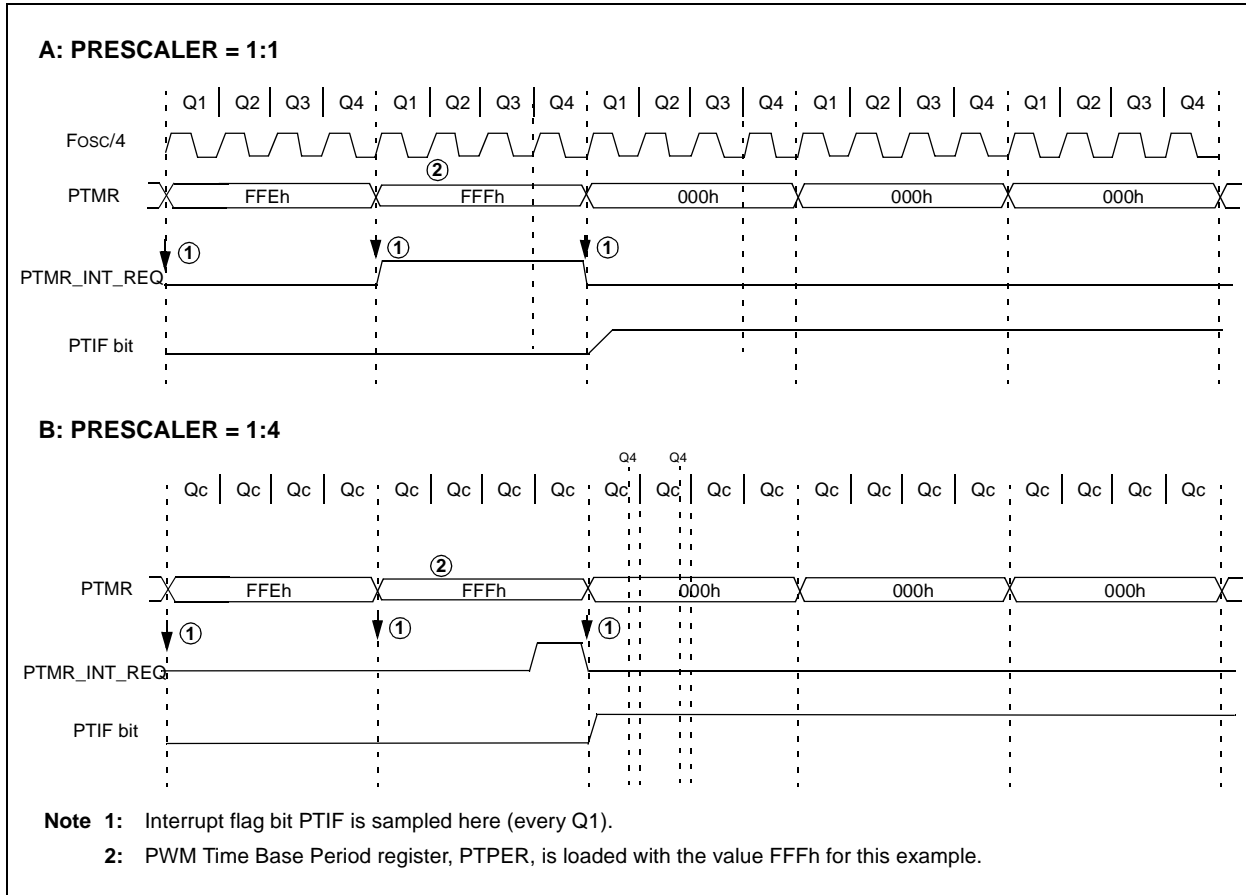 A: PRESCALER = 1:1
Q1 Q2 Q3 Q4 Q1 Q2 Q3 Q4 Q1 Q2 Q3 Q4 Q1 Q2 Q3 Q4 Q1 Q2 Q3 Q4
FOSC/4
2
PTMR FFEh FFFh 000h 000h 000h
1 1 1
PTMR_INT_REQ
PTIF bit
B: PRESCALER = 1:4
Q4 Q4
Qc Qc Qc Qc Qc Qc Qc Qc Qc Qc Qc Qc Qc Qc Qc Qc Qc Qc Qc Qc
2
PTMR FFEh FFFh 000h 000h 000h
1 1 1
PTMR_INT_REQ
PTIF bit
Note 1: Interrupt flag bit PTIF is sampled here (every Q1).
2: PWM Time Base Period register, PTPER, is loaded with the value FFFh for this example.